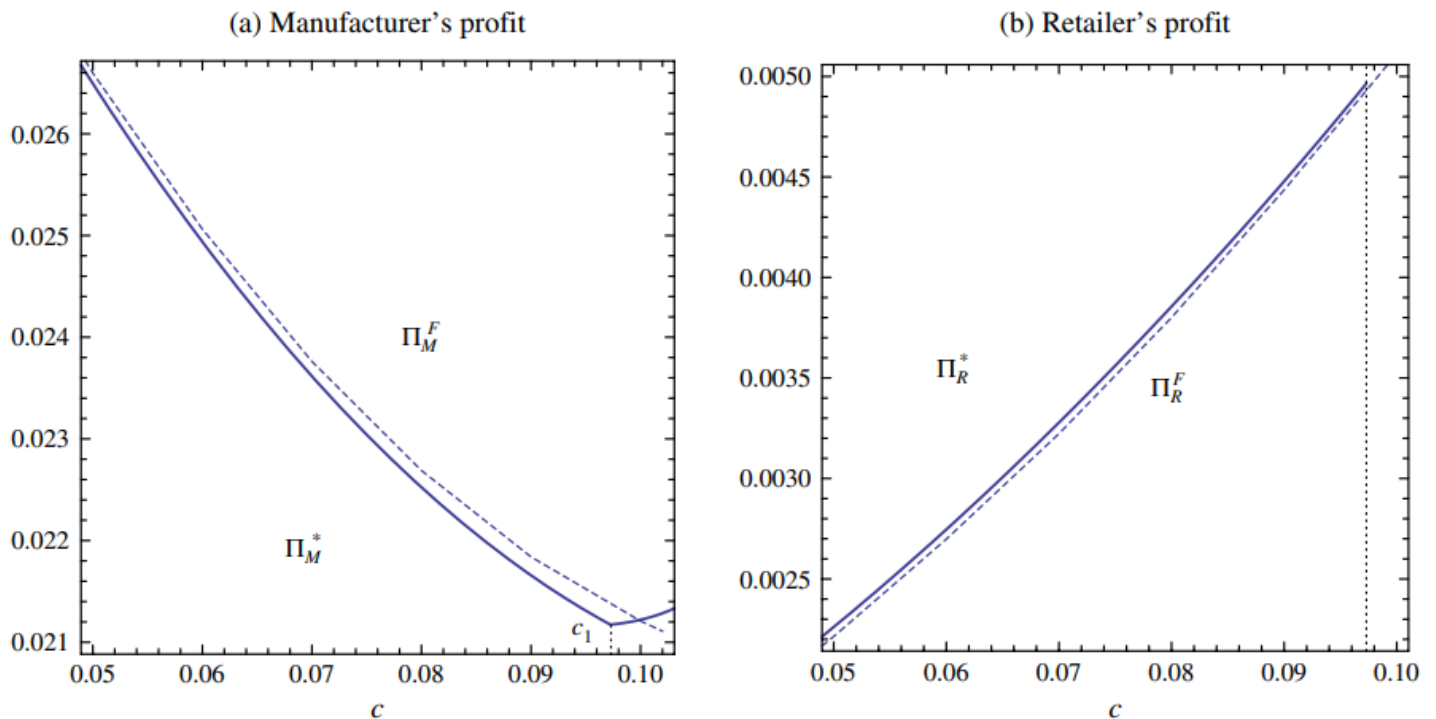 (a) Manufacturer's profit
0.026
0.025
0.024
0.023
0.022
0.021
Π_M^F
Π_M^*
c_1
0.05 0.06 0.07 0.08 0.09 0.10
c
(b) Retailer's profit
0.0050
0.0045
0.0040
0.0035
0.0030
0.0025
Π_R^*
Π_R^F
0.05 0.06 0.07 0.08 0.09 0.10
c